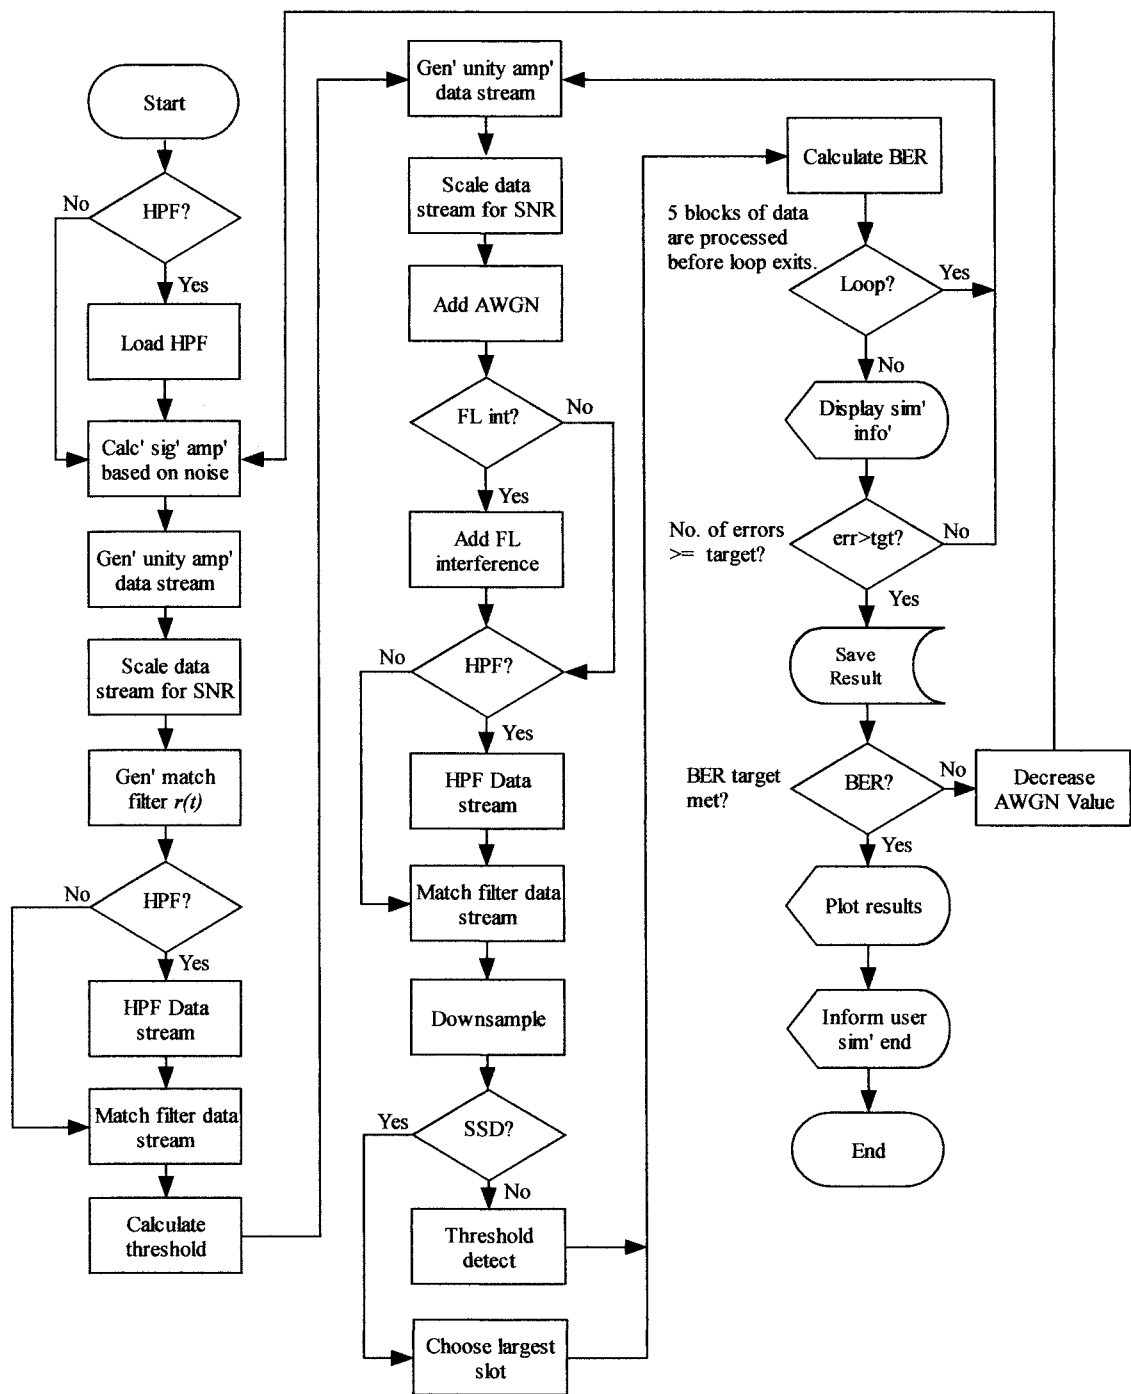 Start
HPF?
No
Yes
Load HPF
Calc' sig' amp'
based on noise
Gen' unity amp'
data stream
Scale data
stream for SNR
Gen' match
filter r(t)
HPF?
No
Yes
HPF Data
stream
Match filter data
stream
Calculate
threshold
Gen' unity amp'
data stream
Scale data
stream for SNR
Add AWGN
FL int?
No
Yes
Add FL
interference
HPF?
No
Yes
HPF Data
stream
Match filter data
stream
Downsample
SSD?
Yes
No
Threshold
detect
Choose largest
slot
Calculate BER
5 blocks of data
are processed
before loop exits.
Loop?
Yes
No
Display sim'
info'
No. of errors
>= target?
err>tgt?
No
Yes
Save
Result
BER target
met?
BER?
No
Decrease
AWGN Value
Yes
Plot results
Inform user
sim' end
End